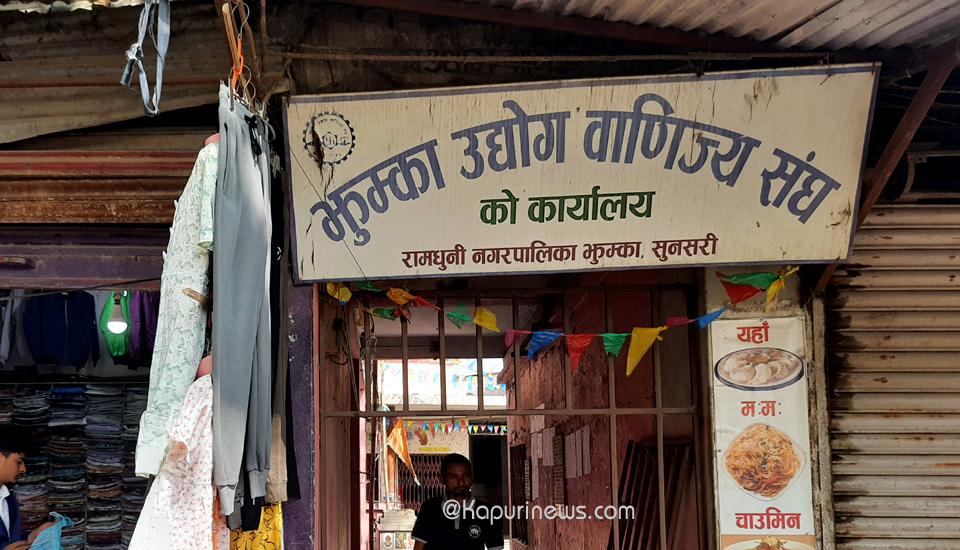 झुम्का उद्योग वाणिज्य संघ
को कार्यालय
रामधुनी नगरपालिका झुम्का, सुनसरी
यहाँ
म:म:
चाउमिन
@Kapurinews.com